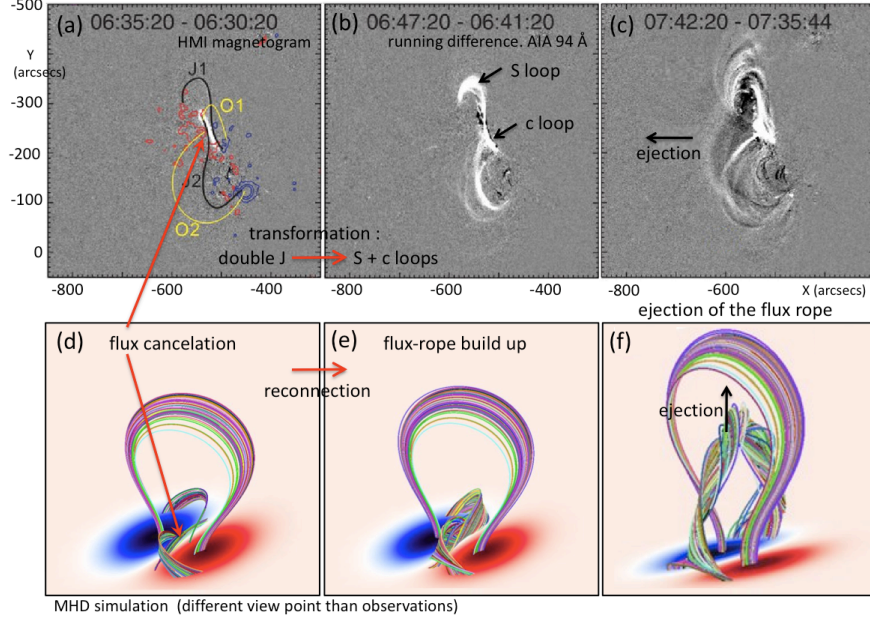 -500
(a) 06:35:20 - 06:30:20
HMI magnetogram
(b) 06:47:20 - 06:41:20
running difference. AIA 94 Å
(c) 07:42:20 - 07:35:44
Y
(arcsecs)
-400
-300
-200
-100
0
J1
O1
J2
O2
S loop
c loop
ejection
transformation :
double J
S + c loops
-800
-600
-400
-800
-600
-400
-800
-600
X (arcsecs)
ejection of the flux rope
(d)
flux cancelation
reconnection
(e)
flux-rope build up
(f)
ejection
MHD simulation (different view point than observations)